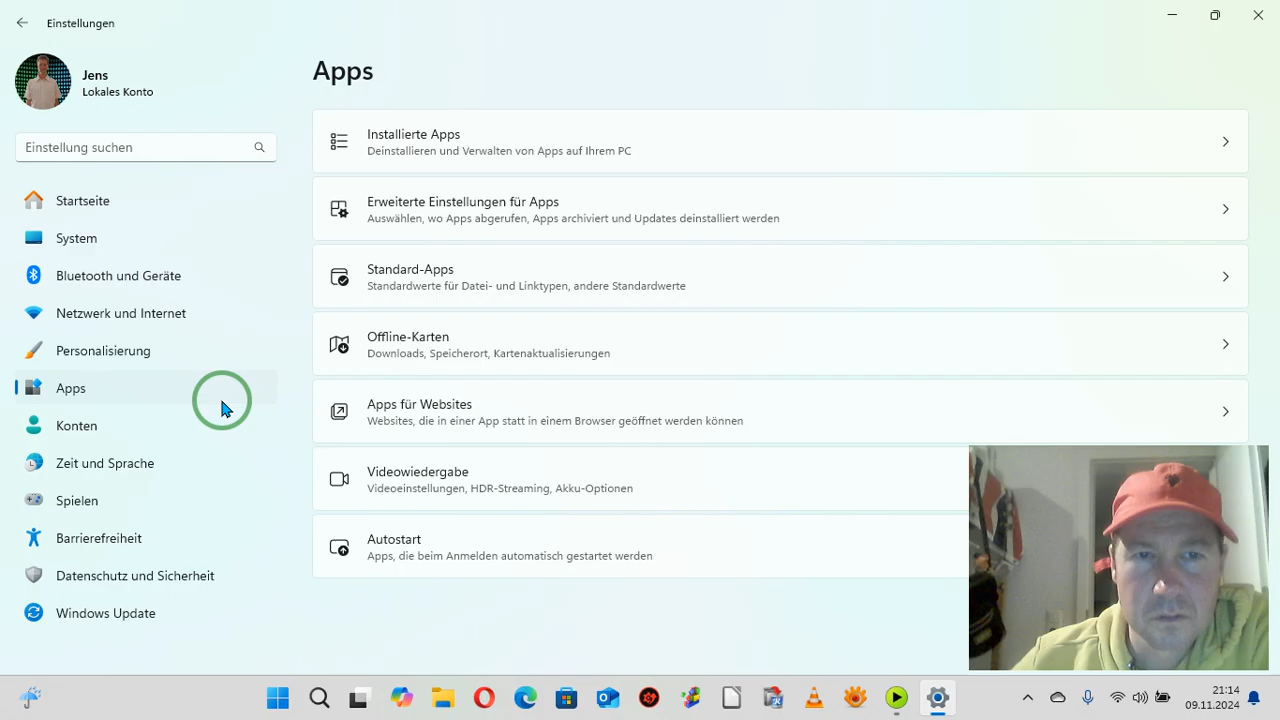 Einstellungen
Jens
Lokales Konto
Einstellung suchen
Startseite
System
Bluetooth und Geräte
Netzwerk und Internet
Personalisierung
Apps
Konten
Zeit und Sprache
Spielen
Barrierefreiheit
Datenschutz und Sicherheit
Windows Update
Apps
Installierte Apps
Deinstallieren und Verwalten von Apps auf Ihrem PC
Erweiterte Einstellungen für Apps
Auswählen, wo Apps abgerufen, Apps archiviert und Updates deinstalliert werden
Standard-Apps
Standardwerte für Datei- und Linktypen, andere Standardwerte
Offline-Karten
Downloads, Speicherort, Kartenaktualisierungen
Apps für Websites
Websites, die in einer App statt in einem Browser geöffnet werden können
Videowiedergabe
Videoeinstellungen, HDR-Streaming, Akku-Optionen
Autostart
Apps, die beim Anmelden automatisch gestartet werden
21:14
09.11.2024